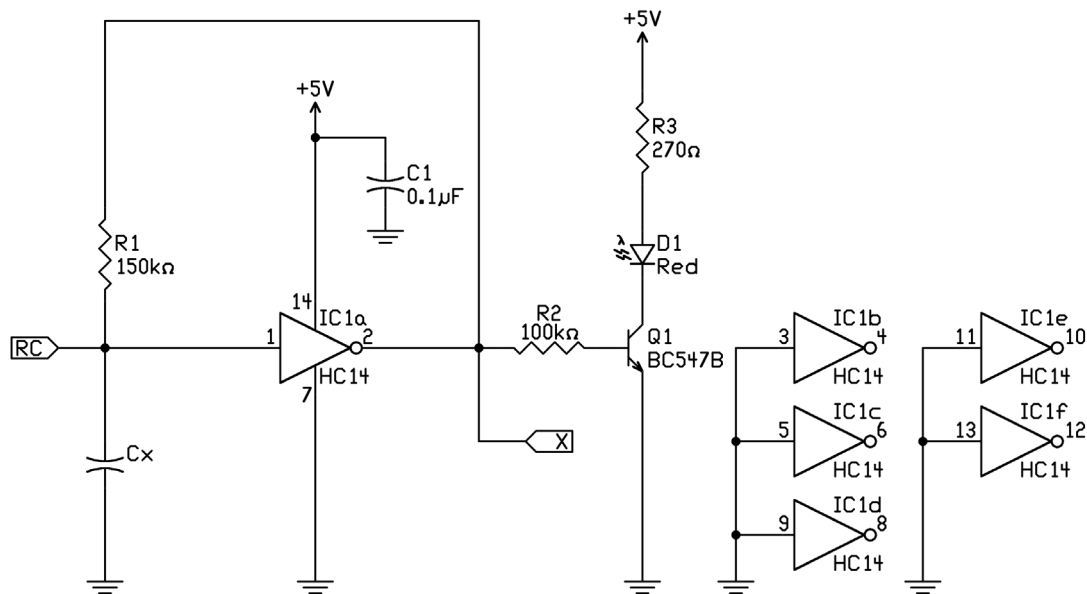 +5V
+5V
R3
270Ω
C1
0.1µF
R1
150kΩ
λ
D1
Red
14
IC1a
1
2
HC14
7
RC
R2
100kΩ
Q1
BC547B
X
Cx
IC1b
3
4
HC14
IC1c
5
6
HC14
IC1d
9
8
HC14
IC1e
11
10
HC14
IC1f
13
12
HC14